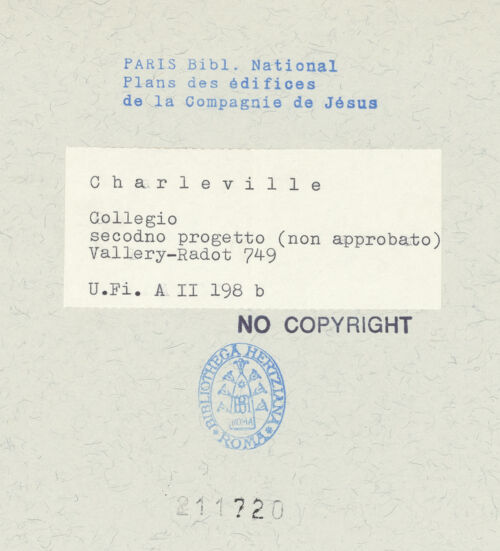 PARIS Bibl. National
Plans des édifices
de la Compagnie de Jésus
Charleville
Collegio
secodno progetto (non approbato)
Vallery-Radot 749
U.Fi. A II 198 b
NO COPYRIGHT
BIBLIOTHECA HERTZIANA
ROMA
ROMA
211720